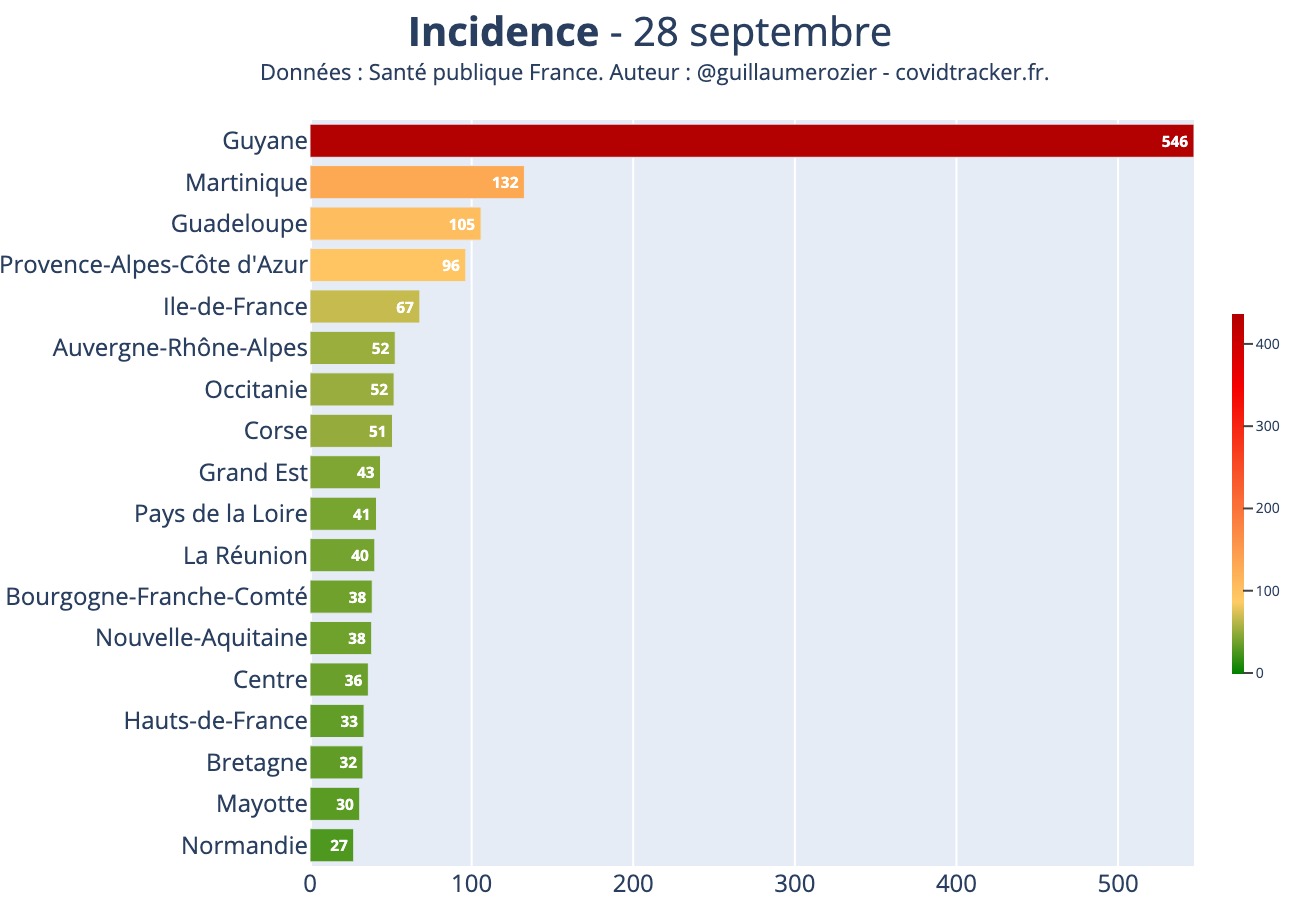 Incidence - 28 septembre
Données : Santé publique France. Auteur : @guillaumerozier - covidtracker.fr.
Guyane 546
Martinique 132
Guadeloupe 105
Provence-Alpes-Côte d'Azur 96
Ile-de-France 67
Auvergne-Rhône-Alpes 52
Occitanie 52
Corse 51
Grand Est 43
Pays de la Loire 41
La Réunion 40
Bourgogne-Franche-Comté 38
Nouvelle-Aquitaine 38
Centre 36
Hauts-de-France 33
Bretagne 32
Mayotte 30
Normandie 27
0 100 200 300 400 500
400
300
200
100
0